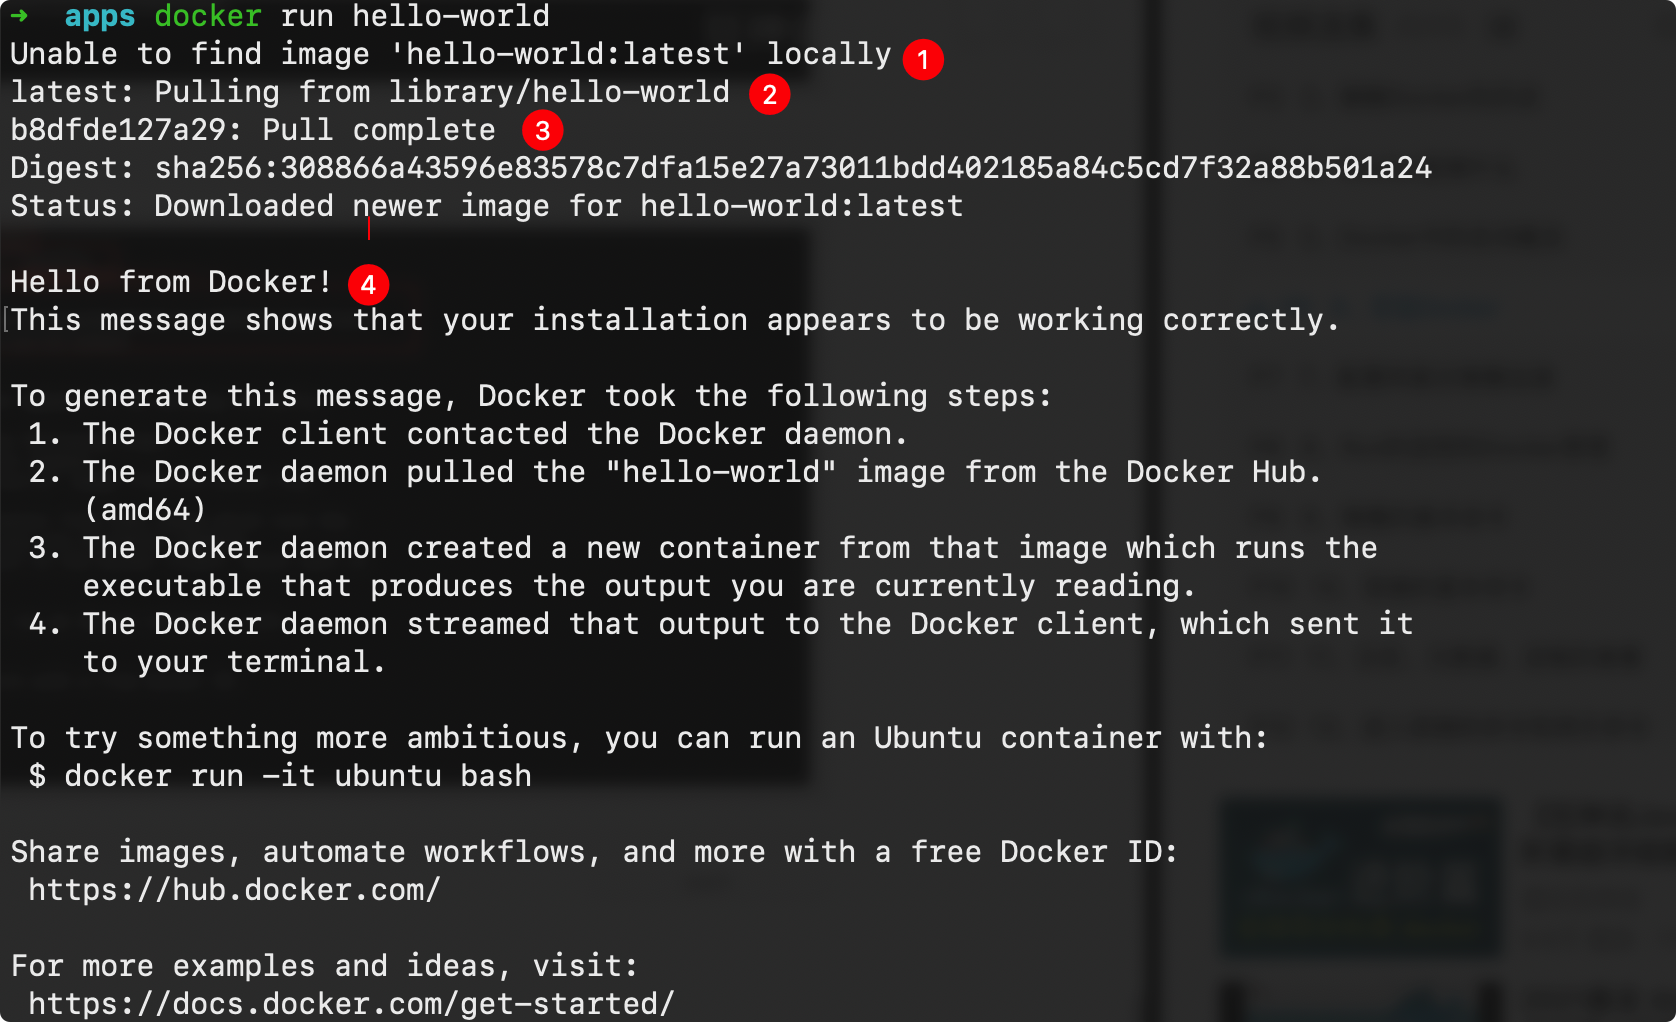 ➜  apps docker run hello-world
Unable to find image 'hello-world:latest' locally 1
latest: Pulling from library/hello-world 2
b8dfde127a29: Pull complete 3
Digest: sha256:308866a43596e83578c7dfa15e27a73011bdd402185a84c5cd7f32a88b501a24
Status: Downloaded newer image for hello-world:latest
Hello from Docker! 4
[This message shows that your installation appears to be working correctly.
To generate this message, Docker took the following steps:
1. The Docker client contacted the Docker daemon.
2. The Docker daemon pulled the "hello-world" image from the Docker Hub.
(amd64)
3. The Docker daemon created a new container from that image which runs the
executable that produces the output you are currently reading.
4. The Docker daemon streamed that output to the Docker client, which sent it
to your terminal.
To try something more ambitious, you can run an Ubuntu container with:
$ docker run -it ubuntu bash
Share images, automate workflows, and more with a free Docker ID:
https://hub.docker.com/
For more examples and ideas, visit:
https://docs.docker.com/get-started/